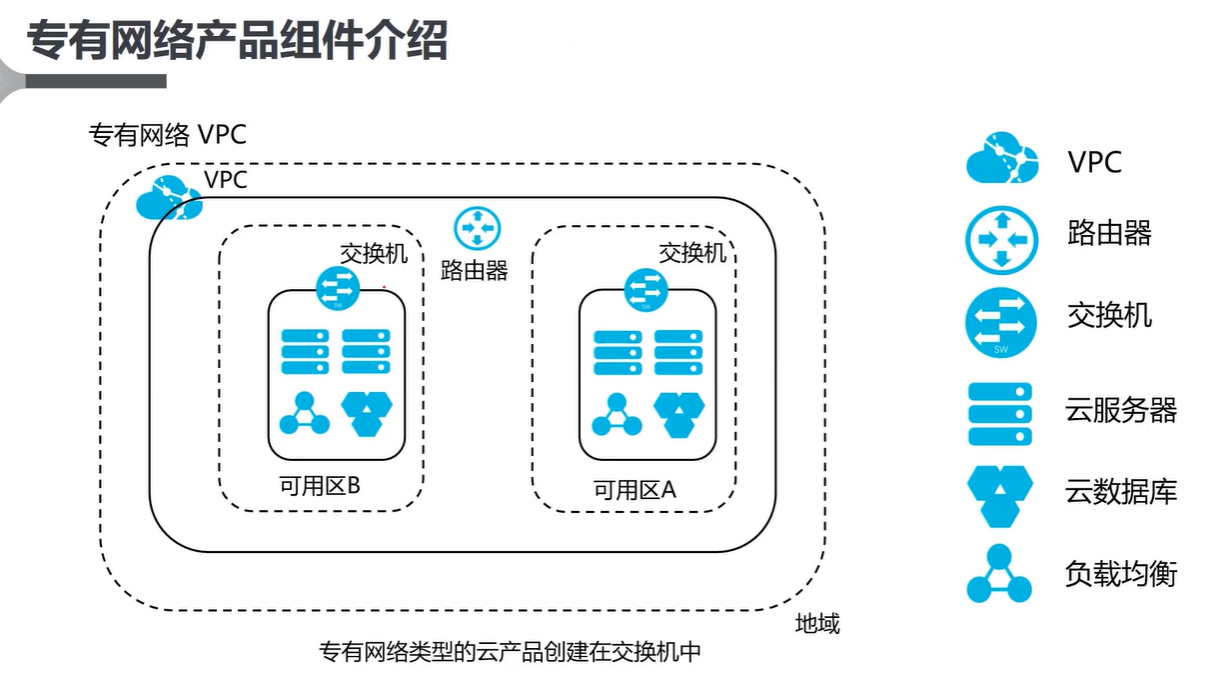 专有网络产品组件介绍
专有网络 VPC
VPC
交换机
路由器
交换机
可用区B
可用区A
地域
专有网络类型的云产品创建在交换机中
VPC
路由器
交换机
SW
云服务器
云数据库
负载均衡